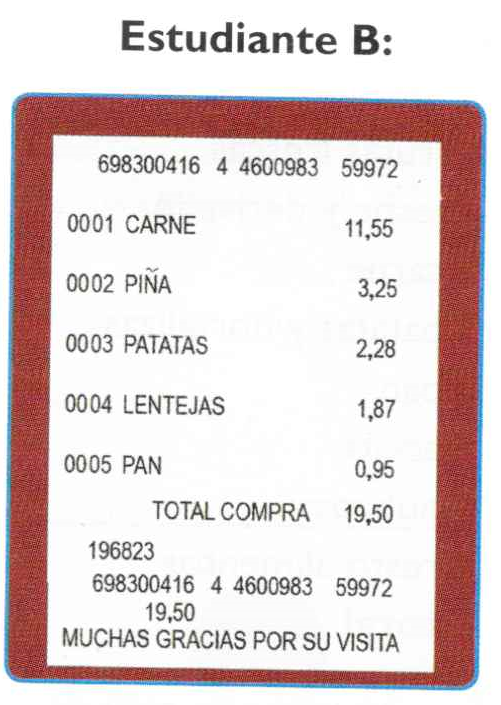 Estudiante B:
698300416 4 4600983 59972
0001 CARNE 11,55
0002 PIÑA 3,25
0003 PATATAS 2,28
0004 LENTEJAS 1,87
0005 PAN 0,95
TOTAL COMPRA 19,50
196823
698300416 4 4600983 59972
19,50
MUCHAS GRACIAS POR SU VISITA